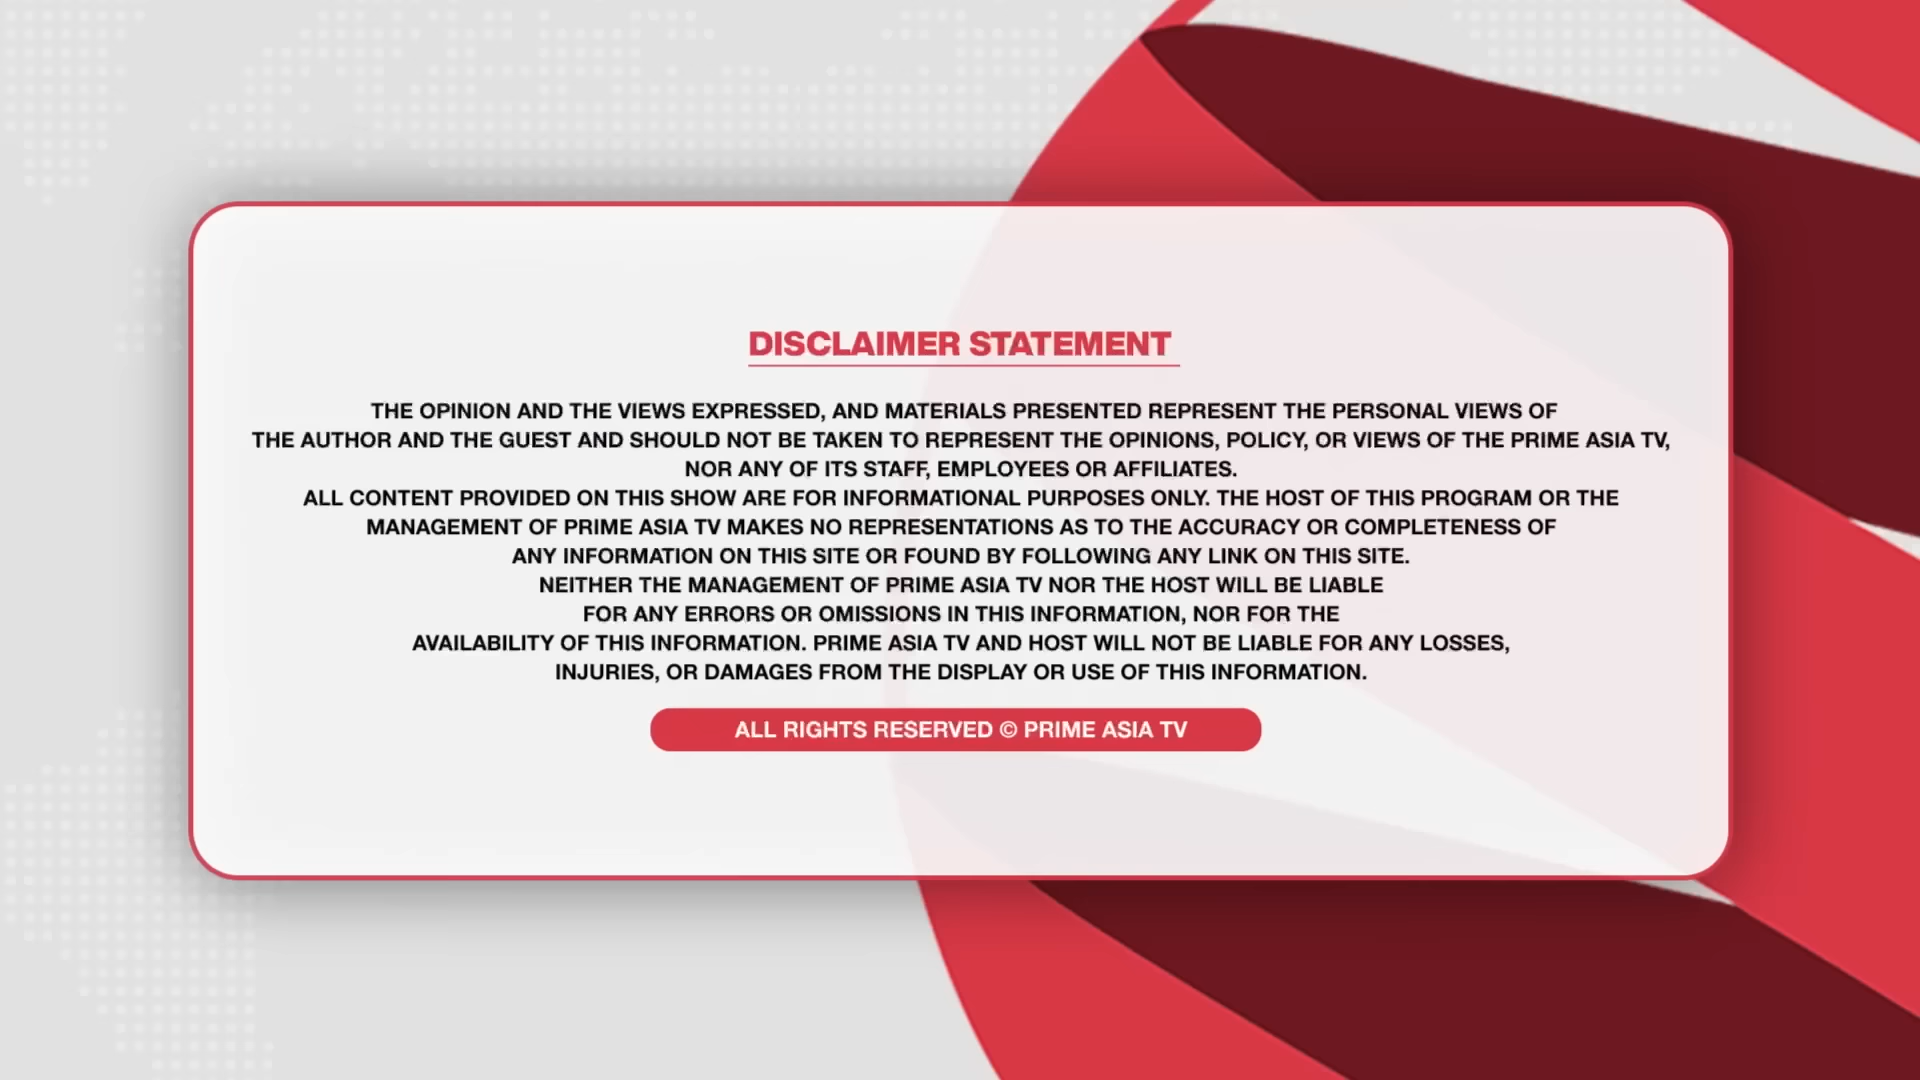 DISCLAIMER STATEMENT
THE OPINION AND THE VIEWS EXPRESSED, AND MATERIALS PRESENTED REPRESENT THE PERSONAL VIEWS OF
THE AUTHOR AND THE GUEST AND SHOULD NOT BE TAKEN TO REPRESENT THE OPINIONS, POLICY, OR VIEWS OF THE PRIME ASIA TV,
NOR ANY OF ITS STAFF, EMPLOYEES OR AFFILIATES.
ALL CONTENT PROVIDED ON THIS SHOW ARE FOR INFORMATIONAL PURPOSES ONLY. THE HOST OF THIS PROGRAM OR THE
MANAGEMENT OF PRIME ASIA TV MAKES NO REPRESENTATIONS AS TO THE ACCURACY OR COMPLETENESS OF
ANY INFORMATION ON THIS SITE OR FOUND BY FOLLOWING ANY LINK ON THIS SITE.
NEITHER THE MANAGEMENT OF PRIME ASIA TV NOR THE HOST WILL BE LIABLE
FOR ANY ERRORS OR OMISSIONS IN THIS INFORMATION, NOR FOR THE
AVAILABILITY OF THIS INFORMATION. PRIME ASIA TV AND HOST WILL NOT BE LIABLE FOR ANY LOSSES,
INJURIES, OR DAMAGES FROM THE DISPLAY OR USE OF THIS INFORMATION.
ALL RIGHTS RESERVED © PRIME ASIA TV